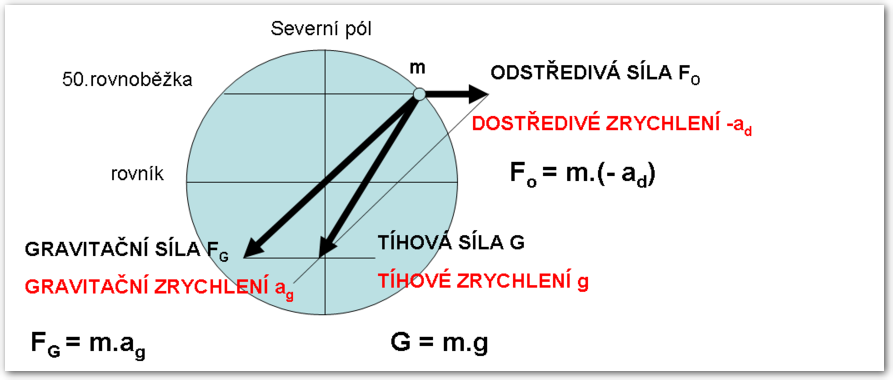 Severní pól
m
50.rovnoběžka
ODSTŘEDIVÁ SÍLA Fo
DOSTŘEDIVÉ ZRYCHLENÍ -ad
rovník
Fo = m.(- ad)
GRAVITAČNÍ SÍLA FG
TÍHOVÁ SÍLA G
GRAVITAČNÍ ZRYCHLENÍ ag
TÍHOVÉ ZRYCHLENÍ g
FG = m.ag
G = m.g